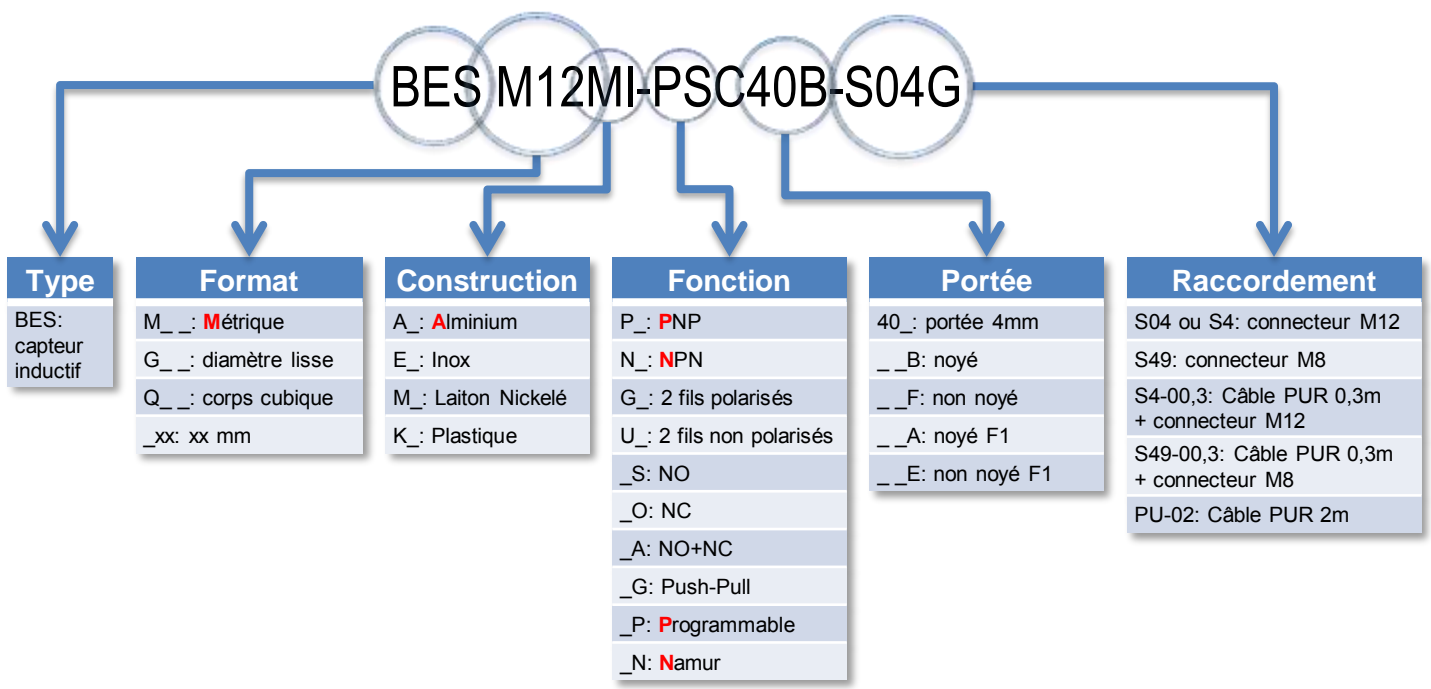 BES M12MI-PSC40B-S04G
Type
BES:
capteur
inductif
Format
M_ _: Métrique
G_ _: diamètre lisse
Q_ _: corps cubique
_xx: xx mm
Construction
A_: Alminium
E_: Inox
M_: Laiton Nickelé
K_: Plastique
Fonction
P_: PNP
N_: NPN
G_: 2 fils polarisés
U_: 2 fils non polarisés
_S: NO
_O: NC
_A: NO+NC
_G: Push-Pull
_P: Programmable
_N: Namur
Portée
40_: portée 4mm
_ _B: noyé
_ _F: non noyé
_ _A: noyé F1
_ _E: non noyé F1
Raccordement
S04 ou S4: connecteur M12
S49: connecteur M8
S4-00,3: Câble PUR 0,3m
+ connecteur M12
S49-00,3: Câble PUR 0,3m
+ connecteur M8
PU-02: Câble PUR 2m